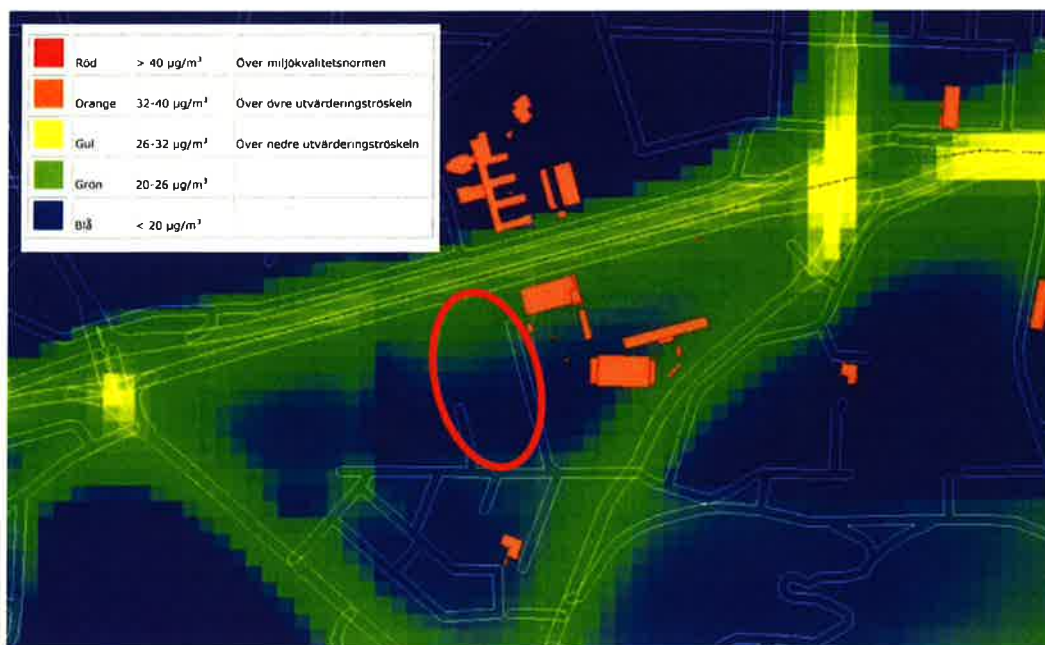 Röd > 40 µg/m³ Över miljökvalitetsnormen
Orange 32-40 µg/m³ Över övre utvärderingströskeln
Gul 26-32 µg/m³ Över nedre utvärderingströskeln
Grön 20-26 µg/m³
Blå < 20 µg/m³